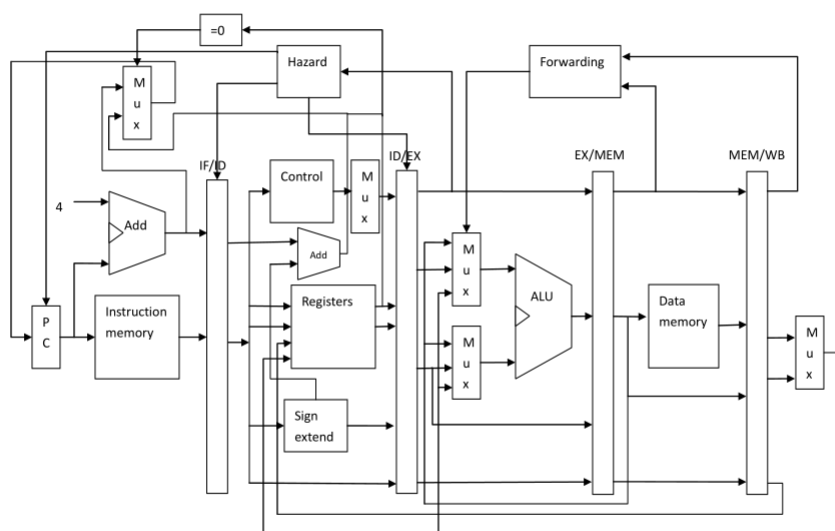 =0
Hazard
Forwarding
M
u
x
IF/ID
ID/EX
EX/MEM
MEM/WB
Control
M
u
x
4
Add
Add
M
u
x
Registers
ALU
P
C
Instruction
memory
Data
memory
M
u
x
M
u
x
Sign
extend